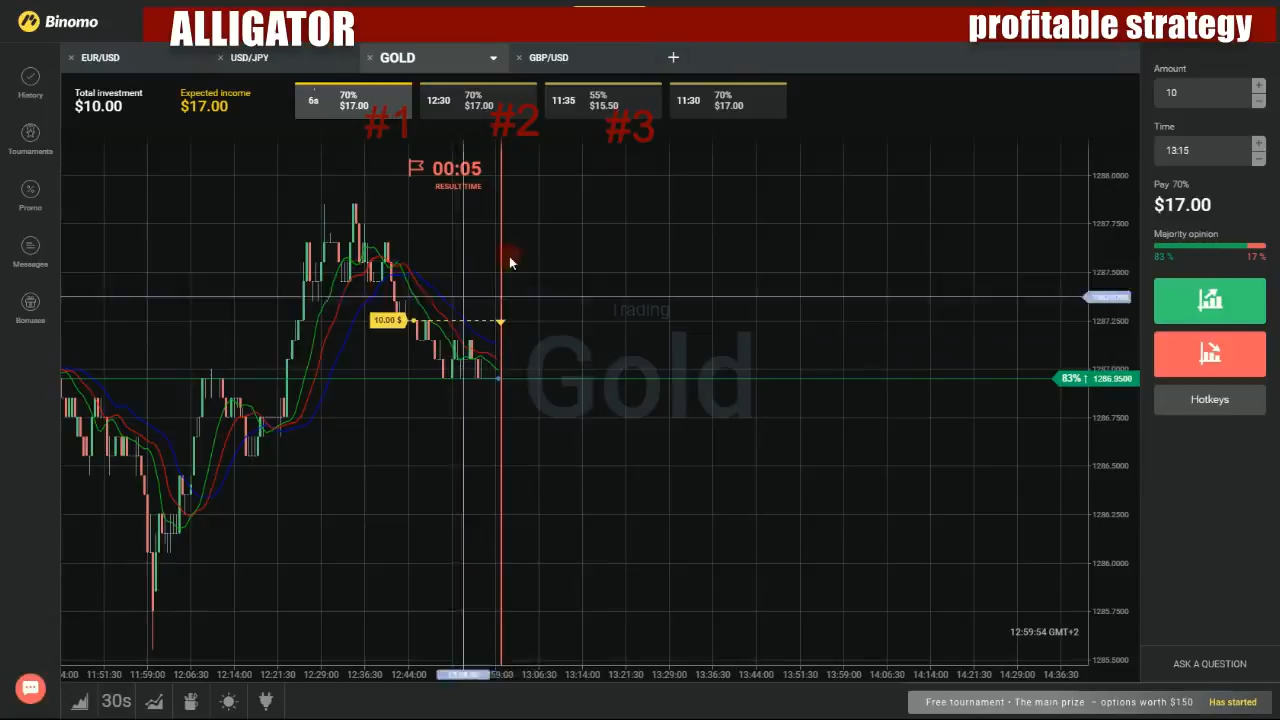 ALLIGATOR
profitable strategy
Binomo
EUR/USD
USD/JPY
GOLD
GBP/USD
+
History
Tournaments
Promo
Messages
Bonuses
Total investment
$10.00
Expected income
$17.00
6s
70%
$17.00
12:30
70%
$17.00
11:35
55%
$15.50
11:30
70%
$17.00
#1
#2
#3
00:05
RESULT TIME
10.00 $
Trading
Gold
1288.0000
1287.7500
1287.5000
1287.2500
1287.0000
83% ↑ 1286.9500
1286.7500
1286.5000
1286.2500
1286.0000
1285.7500
1285.5000
12:59:54 GMT+2
4:00
11:51:30
11:59:00
12:06:30
12:14:00
12:21:30
12:29:00
12:36:30
12:44:00
59:00
13:06:30
13:14:00
13:21:30
13:29:00
13:36:30
13:44:00
13:51:30
13:59:00
14:06:30
14:14:00
14:21:30
14:29:00
14:36:30
30s
Amount
10
+
−
Time
13:15
+
−
Pay 70%
$17.00
Majority opinion
83 %
17 %
Hotkeys
ASK A QUESTION
Free tournament • The main prize – options worth $150 Has started